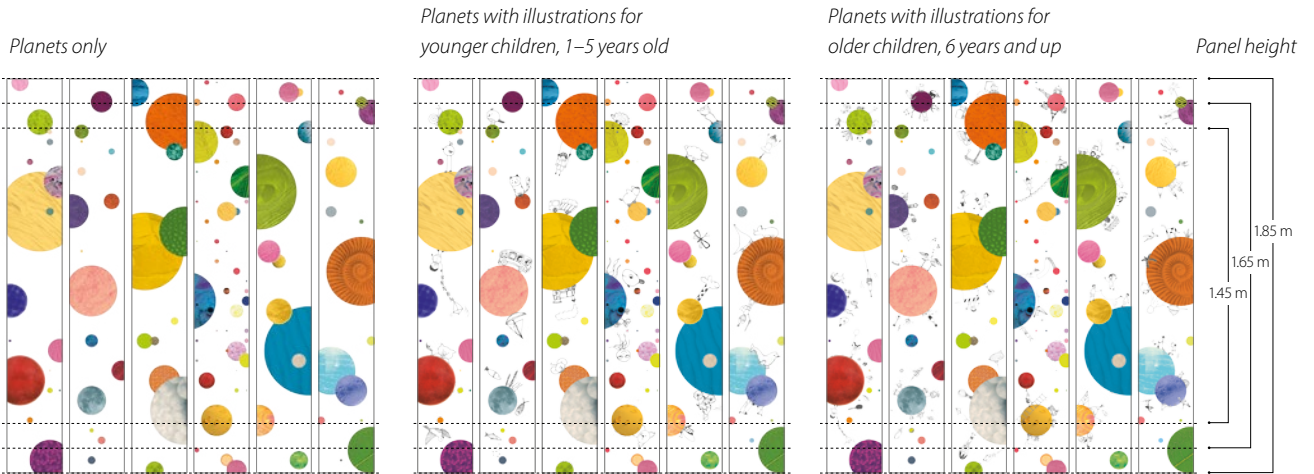 Planets only
Planets with illustrations for
younger children, 1–5 years old
Planets with illustrations for
older children, 6 years and up
Panel height
1.85 m
1.65 m
1.45 m